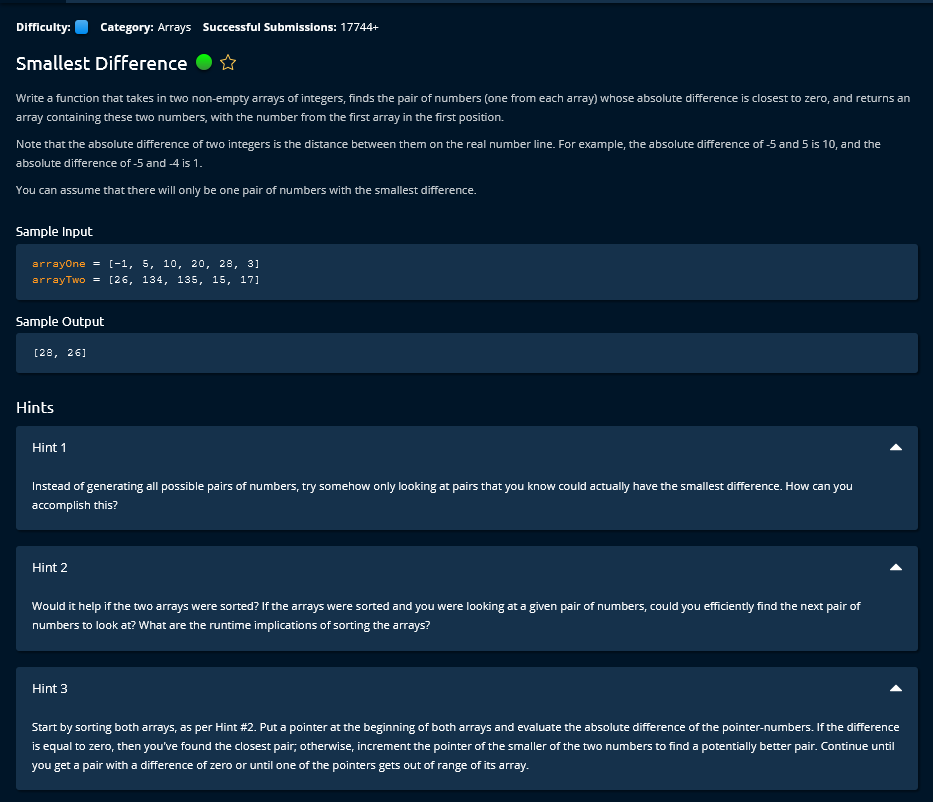 Difficulty: Category: Arrays Successful Submissions: 17744+
Smallest Difference
Write a function that takes in two non-empty arrays of integers, finds the pair of numbers (one from each array) whose absolute difference is closest to zero, and returns an
array containing these two numbers, with the number from the first array in the first position.
Note that the absolute difference of two integers is the distance between them on the real number line. For example, the absolute difference of -5 and 5 is 10, and the
absolute difference of -5 and -4 is 1.
You can assume that there will only be one pair of numbers with the smallest difference.
Sample Input
arrayOne = [-1, 5, 10, 20, 28, 3]
arrayTwo = [26, 134, 135, 15, 17]
Sample Output
[28, 26]
Hints
Hint 1
Instead of generating all possible pairs of numbers, try somehow only looking at pairs that you know could actually have the smallest difference. How can you
accomplish this?
Hint 2
Would it help if the two arrays were sorted? If the arrays were sorted and you were looking at a given pair of numbers, could you efficiently find the next pair of
numbers to look at? What are the runtime implications of sorting the arrays?
Hint 3
Start by sorting both arrays, as per Hint #2. Put a pointer at the beginning of both arrays and evaluate the absolute difference of the pointer-numbers. If the difference
is equal to zero, then you've found the closest pair; otherwise, increment the pointer of the smaller of the two numbers to find a potentially better pair. Continue until
you get a pair with a difference of zero or until one of the pointers gets out of range of its array.